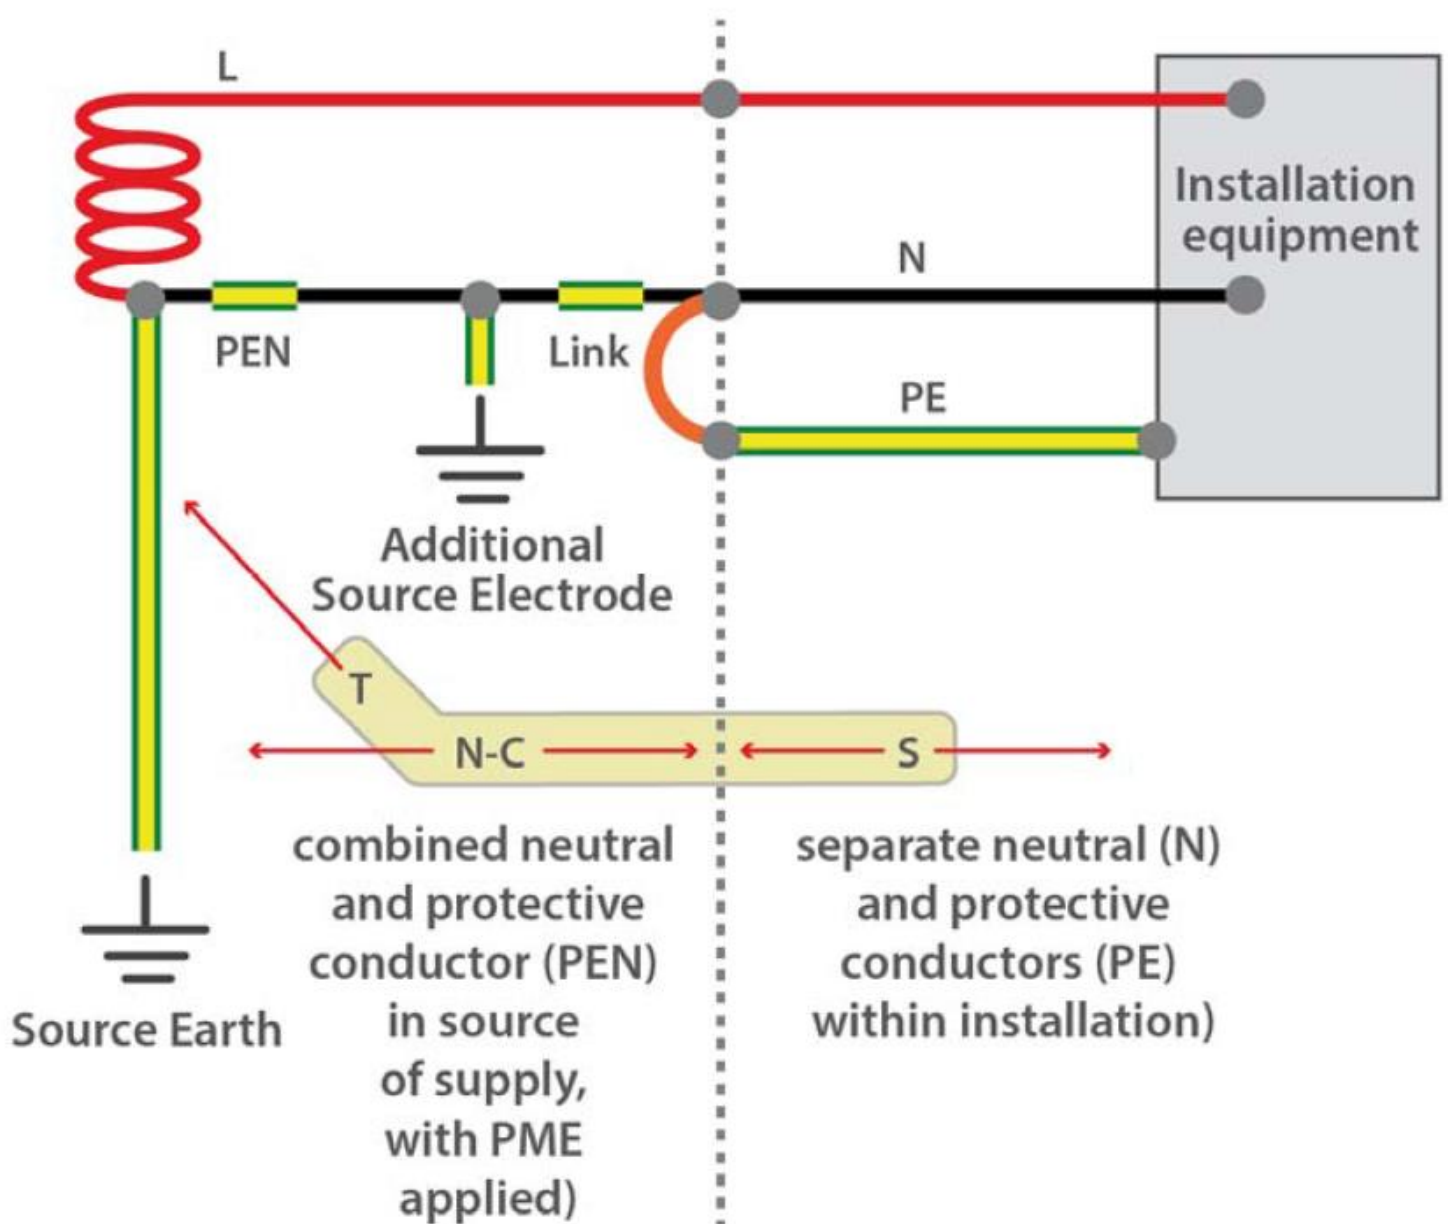 L
Installation
equipment
N
PEN
Link
PE
Additional
Source Electrode
T
N-C
S
combined neutral
and protective
conductor (PEN)
in source
of supply,
with PME
applied)
separate neutral (N)
and protective
conductors (PE)
within installation)
Source Earth